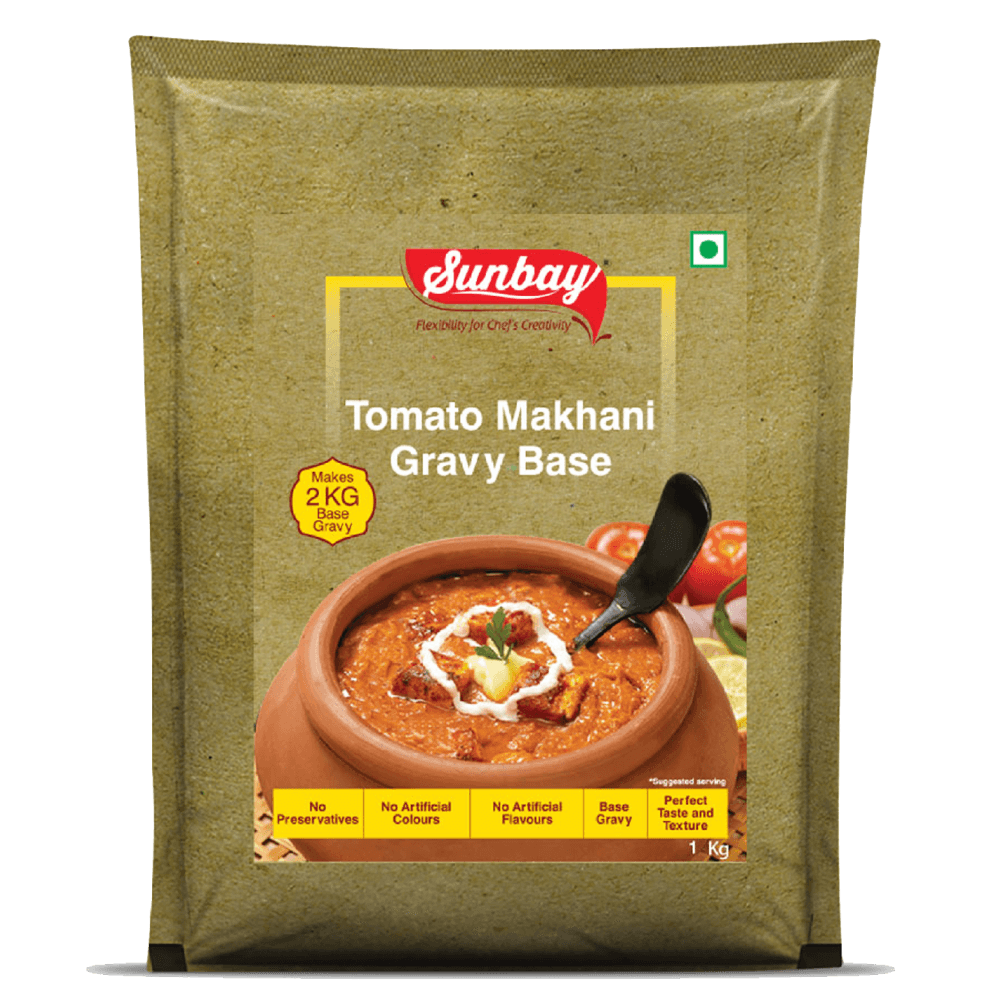 Sunbay
Flexibility for Chef's Creativity
Tomato Makhani
Gravy Base
Makes
2 KG
Base
Gravy
*Suggested serving
No
Preservatives
No Artificial
Colours
No Artificial
Flavours
Base
Gravy
Perfect
Taste and
Texture
1 Kg